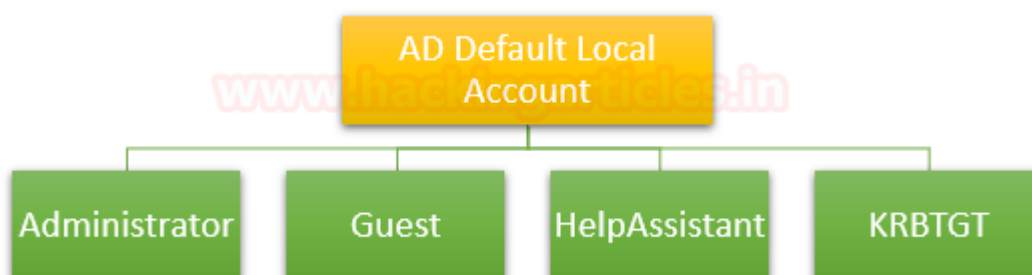 AD Default Local
Account
www.hackingarticles.in
Administrator
Guest
HelpAssistant
KRBTGT